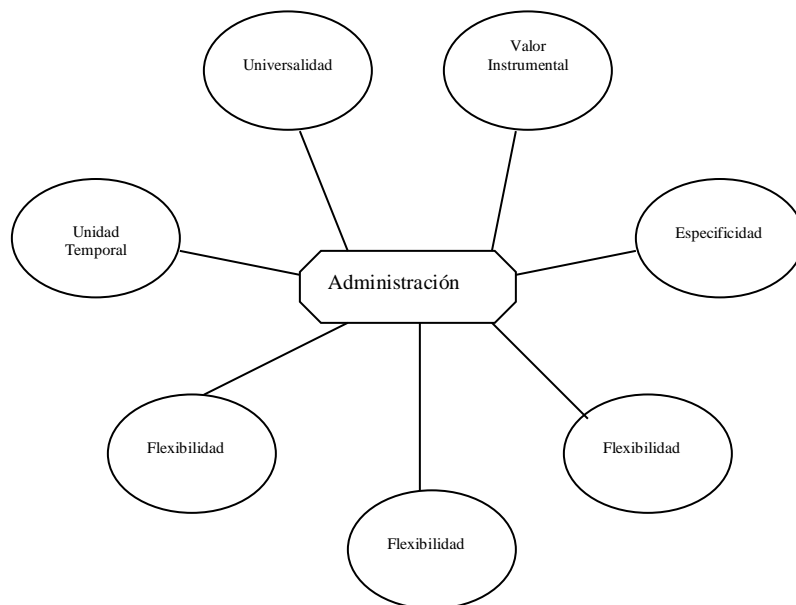 Universalidad
Valor
Instrumental
Unidad
Temporal
Especificidad
Administración
Flexibilidad
Flexibilidad
Flexibilidad